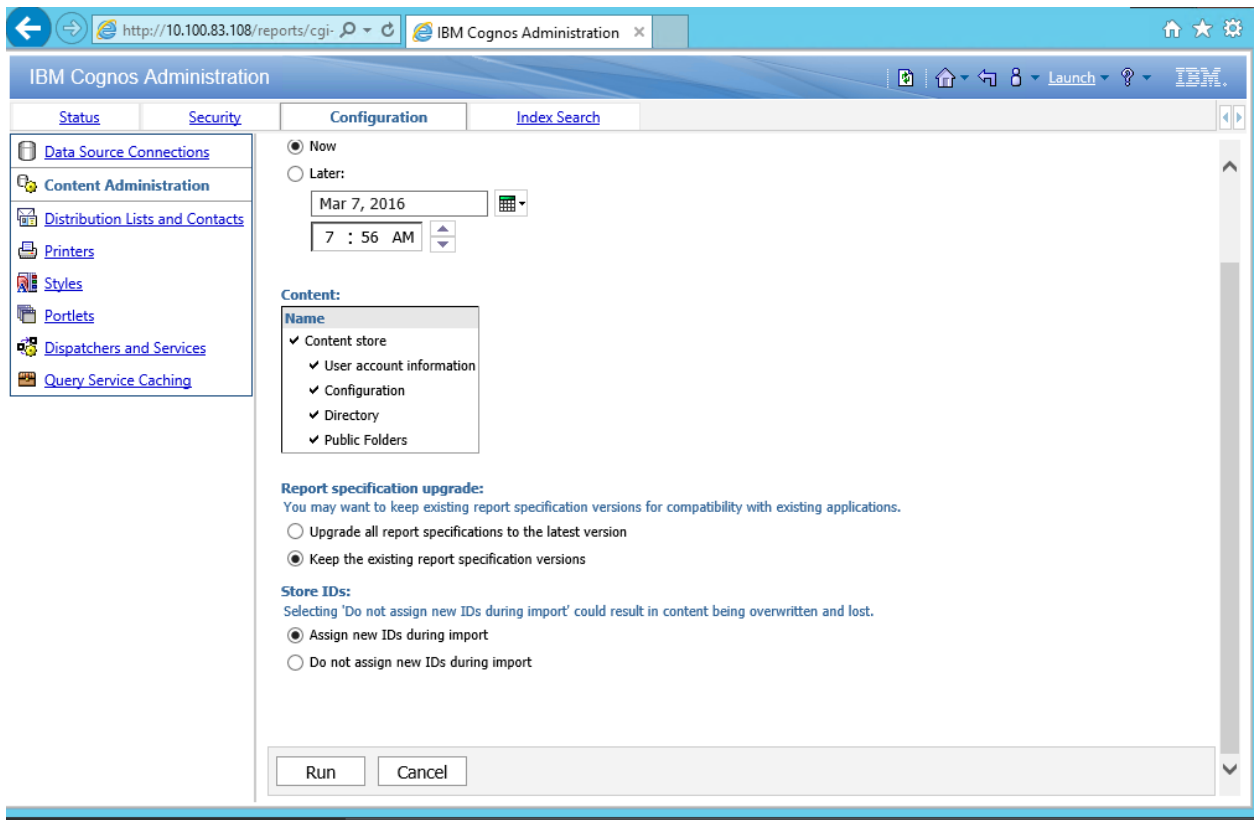 http://10.100.83.108/reports/cgi-
IBM Cognos Administration
IBM Cognos Administration
Launch
IBM.
Status
Security
Configuration
Index Search
Data Source Connections
Content Administration
Distribution Lists and Contacts
Printers
Styles
Portlets
Dispatchers and Services
Query Service Caching
Now
Later:
Mar 7, 2016
7 : 56 AM
Content:
Name
Content store
User account information
Configuration
Directory
Public Folders
Report specification upgrade:
You may want to keep existing report specification versions for compatibility with existing applications.
Upgrade all report specifications to the latest version
Keep the existing report specification versions
Store IDs:
Selecting 'Do not assign new IDs during import' could result in content being overwritten and lost.
Assign new IDs during import
Do not assign new IDs during import
Run
Cancel